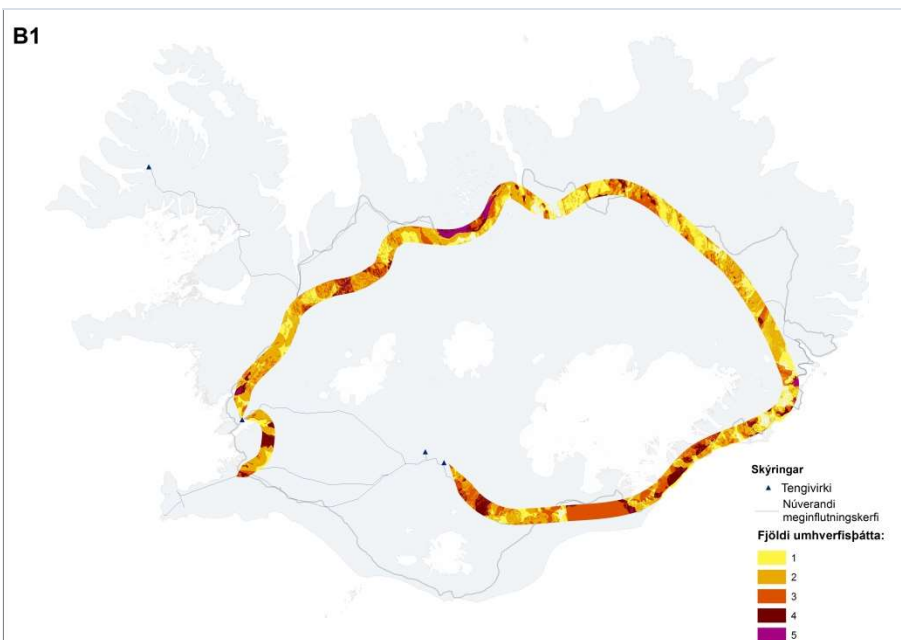 B1
Skýringar
Tengivirki
Núverandi
meginflutningskerfi
Fjöldi umhverfisþátta:
1
2
3
4
5